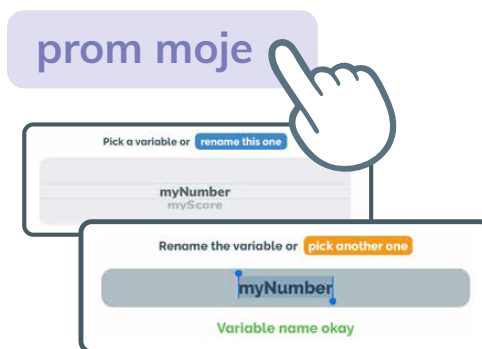 prom moje
Pick a variable or rename this one
myNumber
myScore
Rename the variable or pick another one
myNumber
Variable name okay